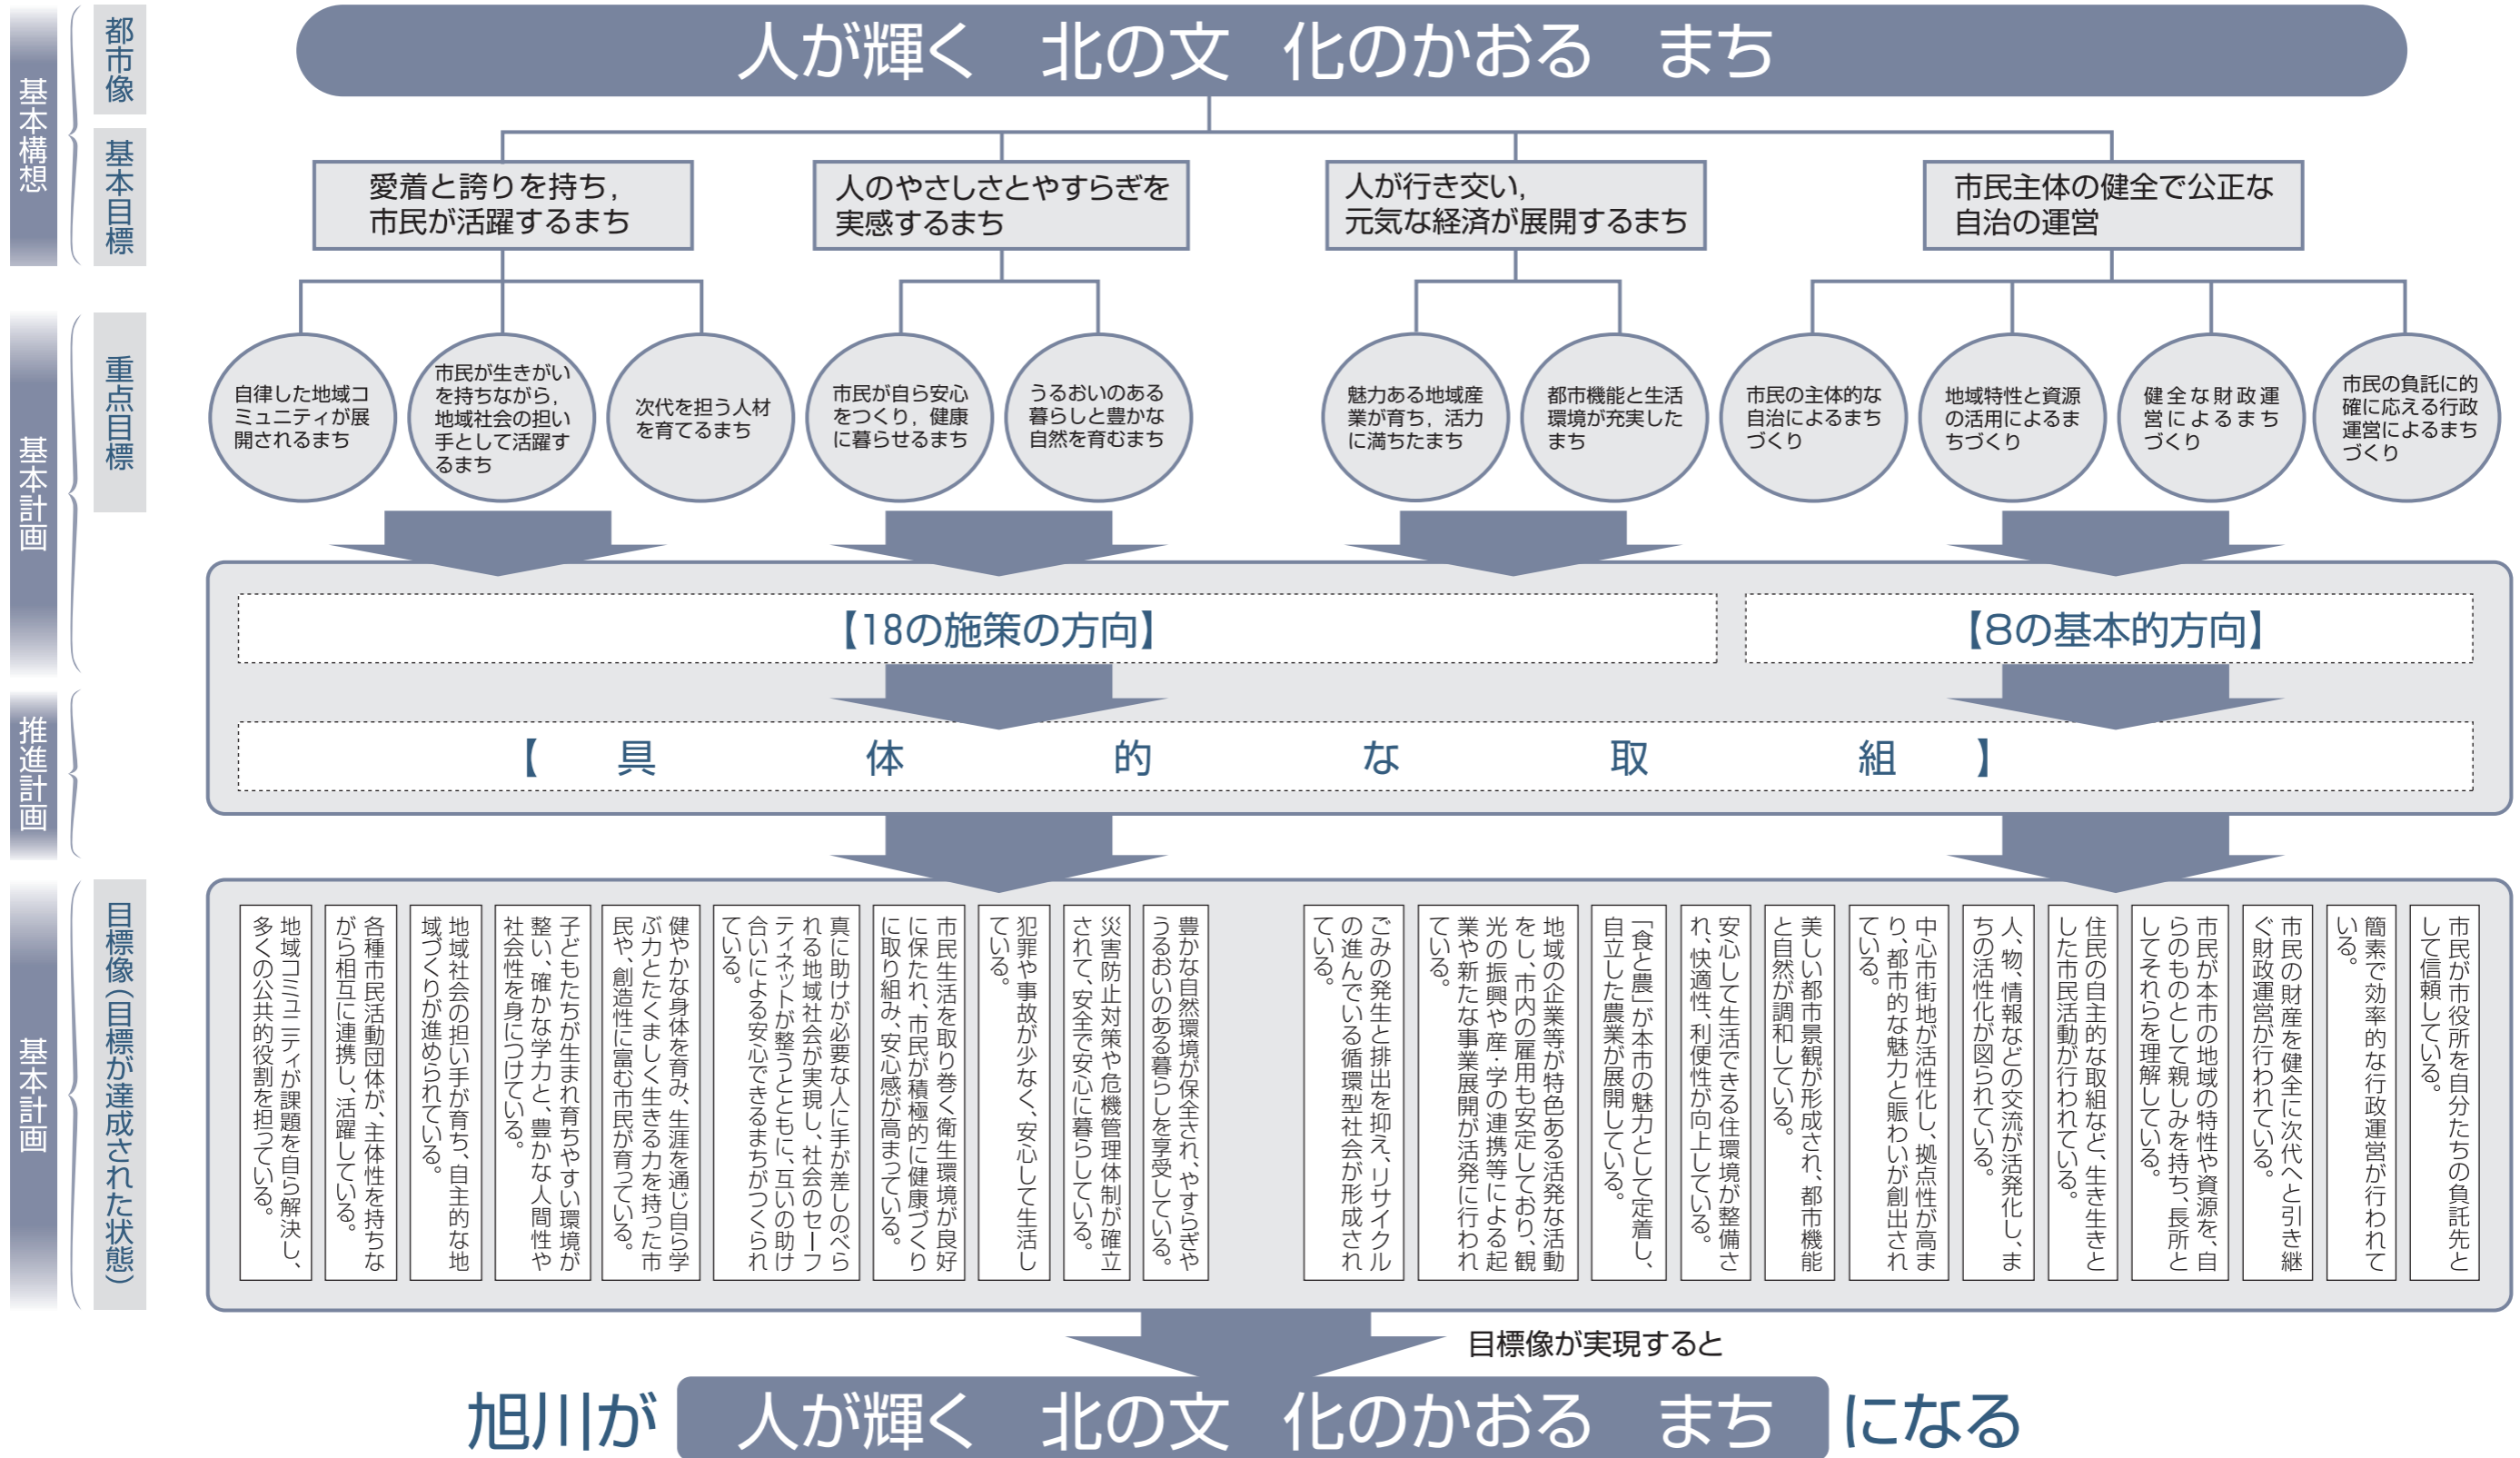 基本構想
都市像
基本目標
人が輝く　北の文　化のかおる　まち
愛着と誇りを持ち,
市民が活躍するまち
人のやさしさとやすらぎを
実感するまち
人が行き交い,
元気な経済が展開するまち
市民主体の健全で公正な
自治の運営
基本計画
重点目標
自律した地域コ
ミュニティが展
開されるまち
市民が生きがい
を持ちながら,
地域社会の担い
手として活躍す
るまち
次代を担う人材
を育てるまち
市民が自ら安心
をつくり，健康
に暮らせるまち
うるおいのある
暮らしと豊かな
自然を育むまち
魅力ある地域産
業が育ち，活力
に満ちたまち
都市機能と生活
環境が充実した
まち
市民の主体的な
自治によるまち
づくり
地域特性と資源
の活用によるま
ちづくり
健全な財政運
営によるまち
づくり
市民の負託に的
確に応える行政
運営によるまち
づくり
【18の施策の方向】
【8の基本的方向】
推進計画
【具体的な取組】
基本計画
目標像（目標が達成された状態）
地域コミュニティが課題を自ら解決し、
多くの公共的役割を担っている。
各種市民活動団体が、主体性を持ちな
がら相互に連携し、活躍している。
地域社会の担い手が育ち、自主的な地
域づくりが進められている。
子どもたちが生まれ育ちやすい環境が
整い、確かな学力と、豊かな人間性や
社会性を身につけている。
健やかな身体を育み、生涯を通じ自ら学
ぶ力とたくましく生きる力を持った市
民や、創造性に富む市民が育っている。
真に助けが必要な人に手が差しのべら
れる地域社会が実現し、社会のセーフ
ティネットが整うとともに、互いの助け
合いによる安心できるまちがつくられ
ている。
市民生活を取り巻く衛生環境が良好
に保たれ、市民が積極的に健康づくり
に取り組み、安心感が高まっている。
犯罪や事故が少なく、安心して生活し
ている。
災害防止対策や危機管理体制が確立
されて、安全で安心に暮らしている。
豊かな自然環境が保全され、やすらぎや
うるおいのある暮らしを享受している。
ごみの発生と排出を抑え、リサイクル
の進んでいる循環型社会が形成され
ている。
地域の企業等が特色ある活発な活動
をし、市内の雇用も安定しており、観
光の振興や産・学の連携等による起
業や新たな事業展開が活発に行われ
ている。
「食と農」が本市の魅力として定着し、
自立した農業が展開している。
安心して生活できる住環境が整備さ
れ、快適性、利便性が向上している。
美しい都市景観が形成され、都市機能
と自然が調和している。
中心市街地が活性化し、拠点性が高ま
り、都市的な魅力と賑わいが創出され
ている。
人、物、情報などの交流が活発化し、ま
ちの活性化が図られている。
住民の自主的な取組など、生き生きと
した市民活動が行われている。
市民が本市の地域の特性や資源を、自
らのものとして親しみを持ち、長所と
してそれらを理解している。
市民の財産を健全に次代へと引き継
ぐ財政運営が行われている。
簡素で効率的な行政運営が行われて
いる。
市民が市役所を自分たちの負託先と
して信頼している。
目標像が実現すると
旭川が 人が輝く　北の文　化のかおる　まち になる